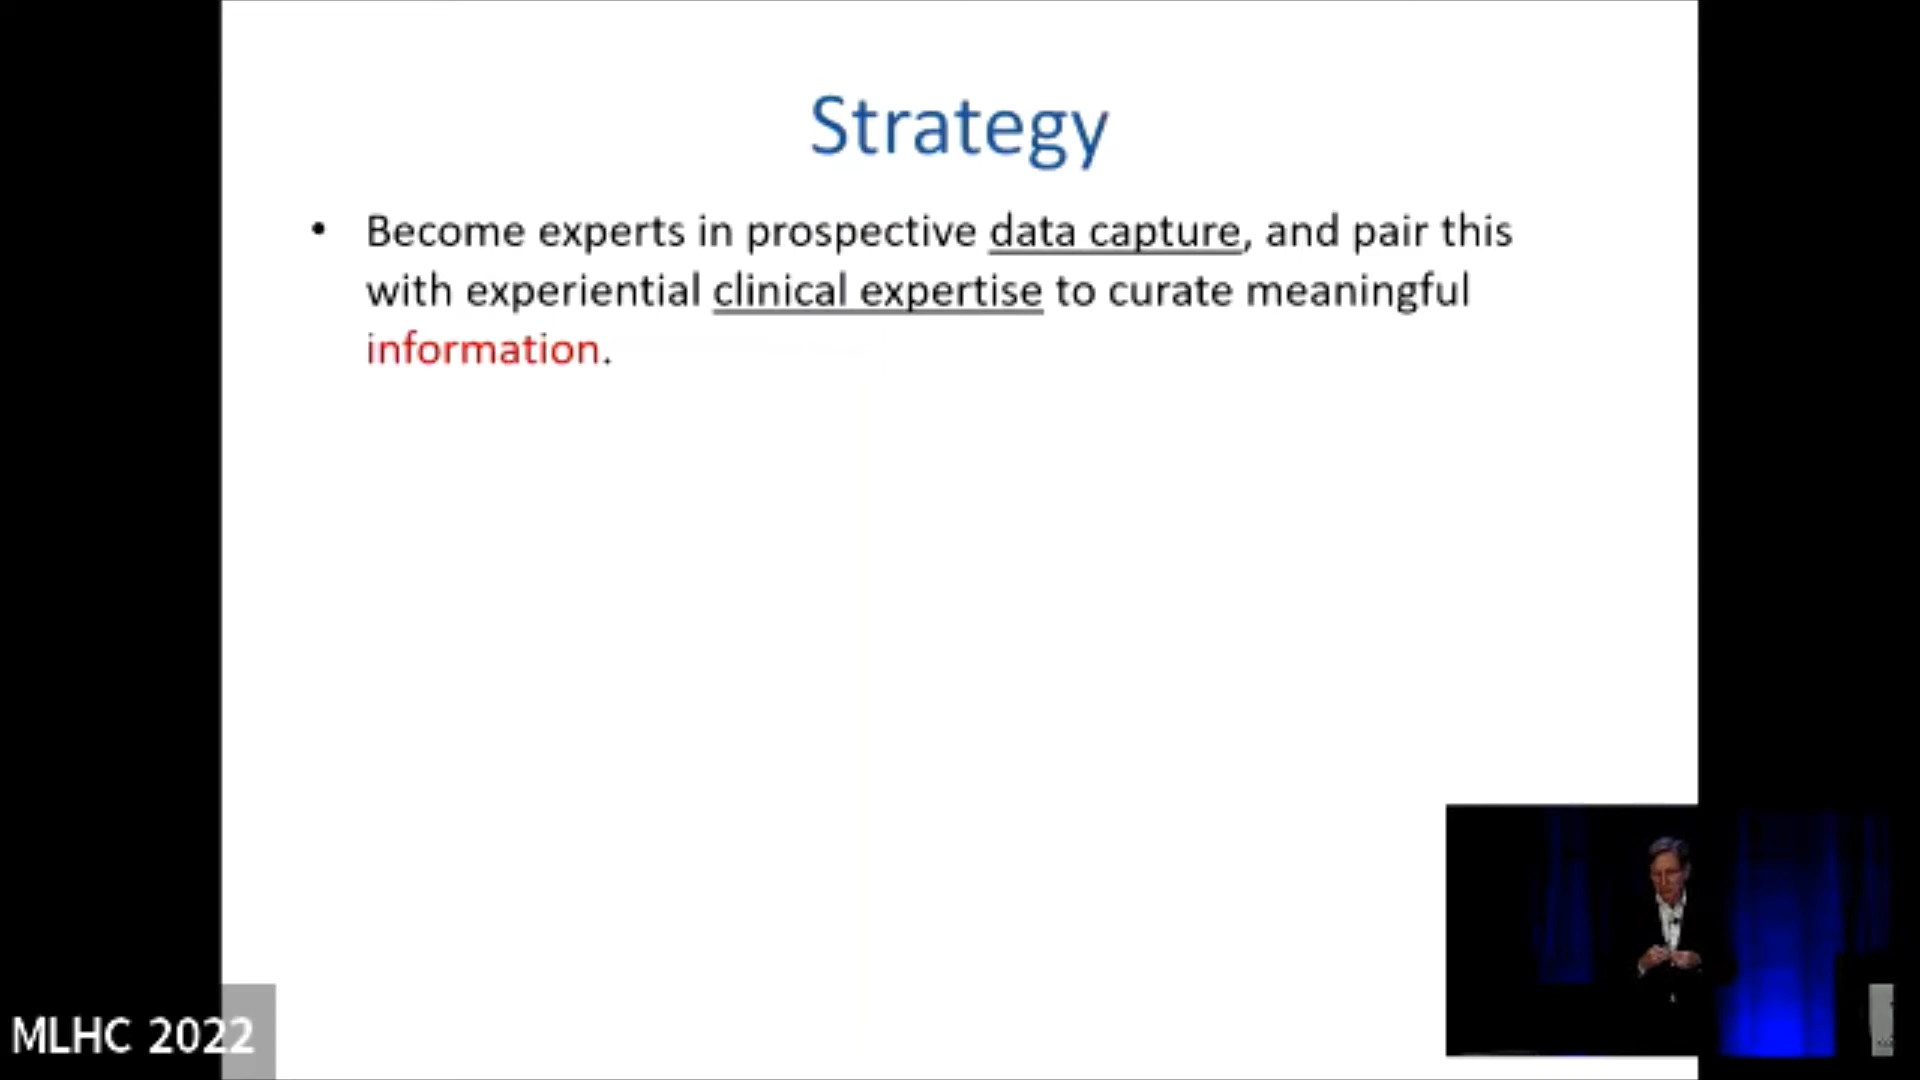 Strategy
• Become experts in prospective data capture, and pair this
with experiential clinical expertise to curate meaningful
information.
MLHC 2022